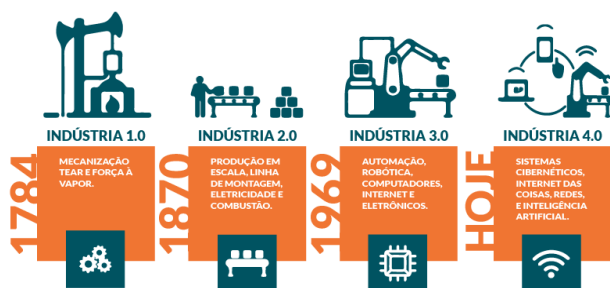 INDÚSTRIA 1.0
1784
MECANIZAÇÃO
TEAR E FORÇA À
VAPOR.
INDÚSTRIA 2.0
1870
PRODUÇÃO EM
ESCALA, LINHA
DE MONTAGEM,
ELETRICIDADE E
COMBUSTÃO.
INDÚSTRIA 3.0
1969
AUTOMAÇÃO,
ROBÓTICA,
COMPUTADORES,
INTERNET E
ELETRÔNICOS.
INDÚSTRIA 4.0
HOJE
SISTEMAS
CIBERNÉTICOS,
INTERNET DAS
COISAS, REDES,
E INTELIGÊNCIA
ARTIFICIAL.